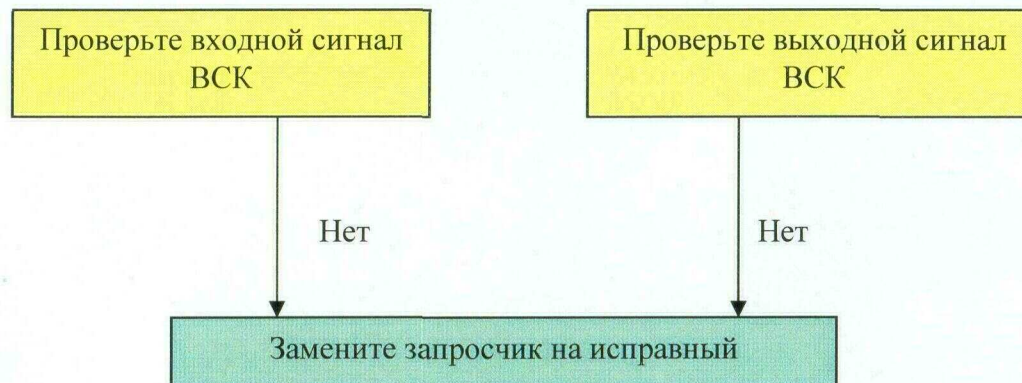 Проверьте входной сигнал
ВСК
Проверьте выходной сигнал
ВСК
Нет
Нет
Замените запросчик на исправный